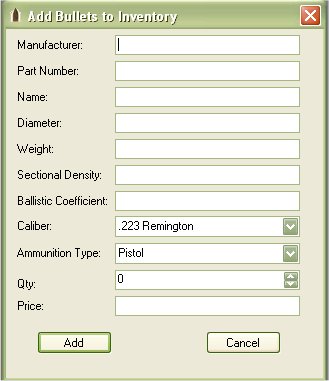 Add Bullets to Inventory
Manufacturer:
Part Number:
Name:
Diameter:
Weight:
Sectional Density:
Ballistic Coefficient:
Caliber: .223 Remington
Ammunition Type: Pistol
Qty: 0
Price:
Add Cancel